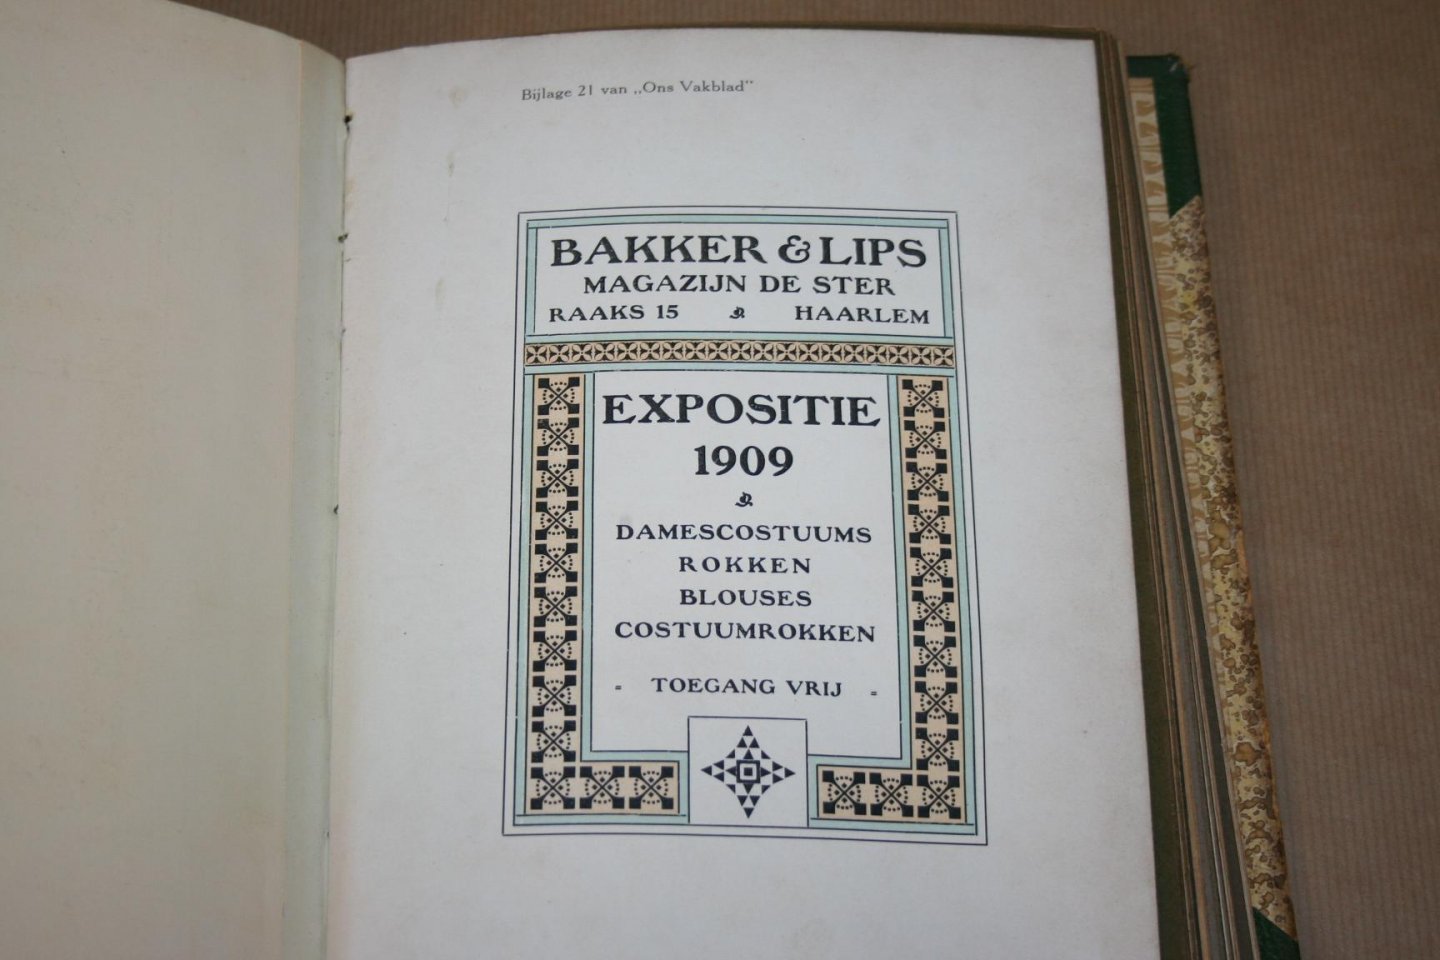 Bijlage 21 van „Ons Vakblad"
BAKKER & LIPS
MAGAZIJN DE STER
RAAKS 15 HAARLEM
EXPOSITIE
1909
DAMESCOSTUUMS
ROKKEN
BLOUSES
COSTUUMROKKEN
- TOEGANG VRIJ -